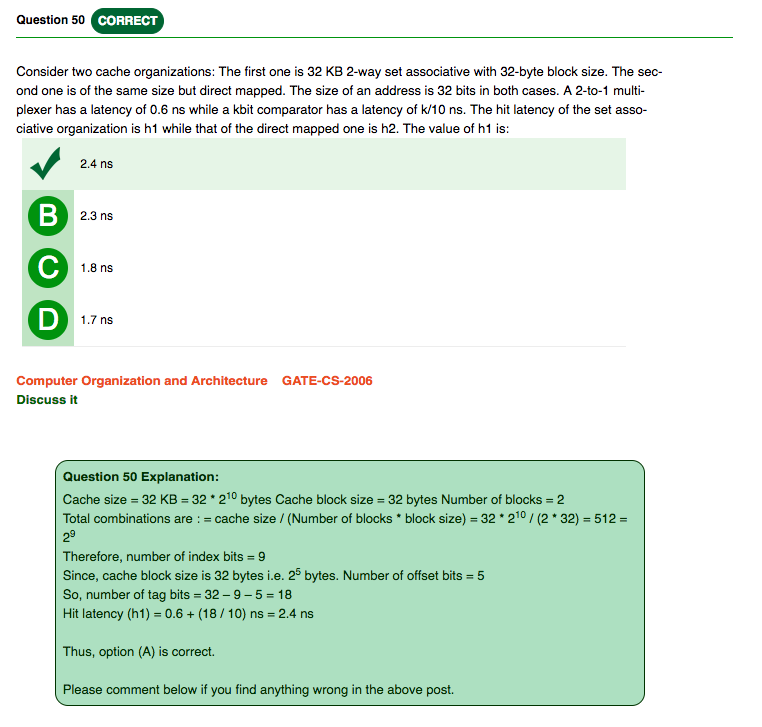 Question 50 CORRECT
Consider two cache organizations: The first one is 32 KB 2-way set associative with 32-byte block size. The sec-
ond one is of the same size but direct mapped. The size of an address is 32 bits in both cases. A 2-to-1 multi-
plexer has a latency of 0.6 ns while a kbit comparator has a latency of k/10 ns. The hit latency of the set asso-
ciative organization is h1 while that of the direct mapped one is h2. The value of h1 is:
2.4 ns
B 2.3 ns
C 1.8 ns
D 1.7 ns
Computer Organization and Architecture GATE-CS-2006
Discuss it
Question 50 Explanation:
Cache size = 32 KB = 32 * 2^10 bytes Cache block size = 32 bytes Number of blocks = 2
Total combinations are : = cache size / (Number of blocks * block size) = 32 * 2^10 / (2 * 32) = 512 =
2^9
Therefore, number of index bits = 9
Since, cache block size is 32 bytes i.e. 2^5 bytes. Number of offset bits = 5
So, number of tag bits = 32 – 9 – 5 = 18
Hit latency (h1) = 0.6 + (18 / 10) ns = 2.4 ns
Thus, option (A) is correct.
Please comment below if you find anything wrong in the above post.